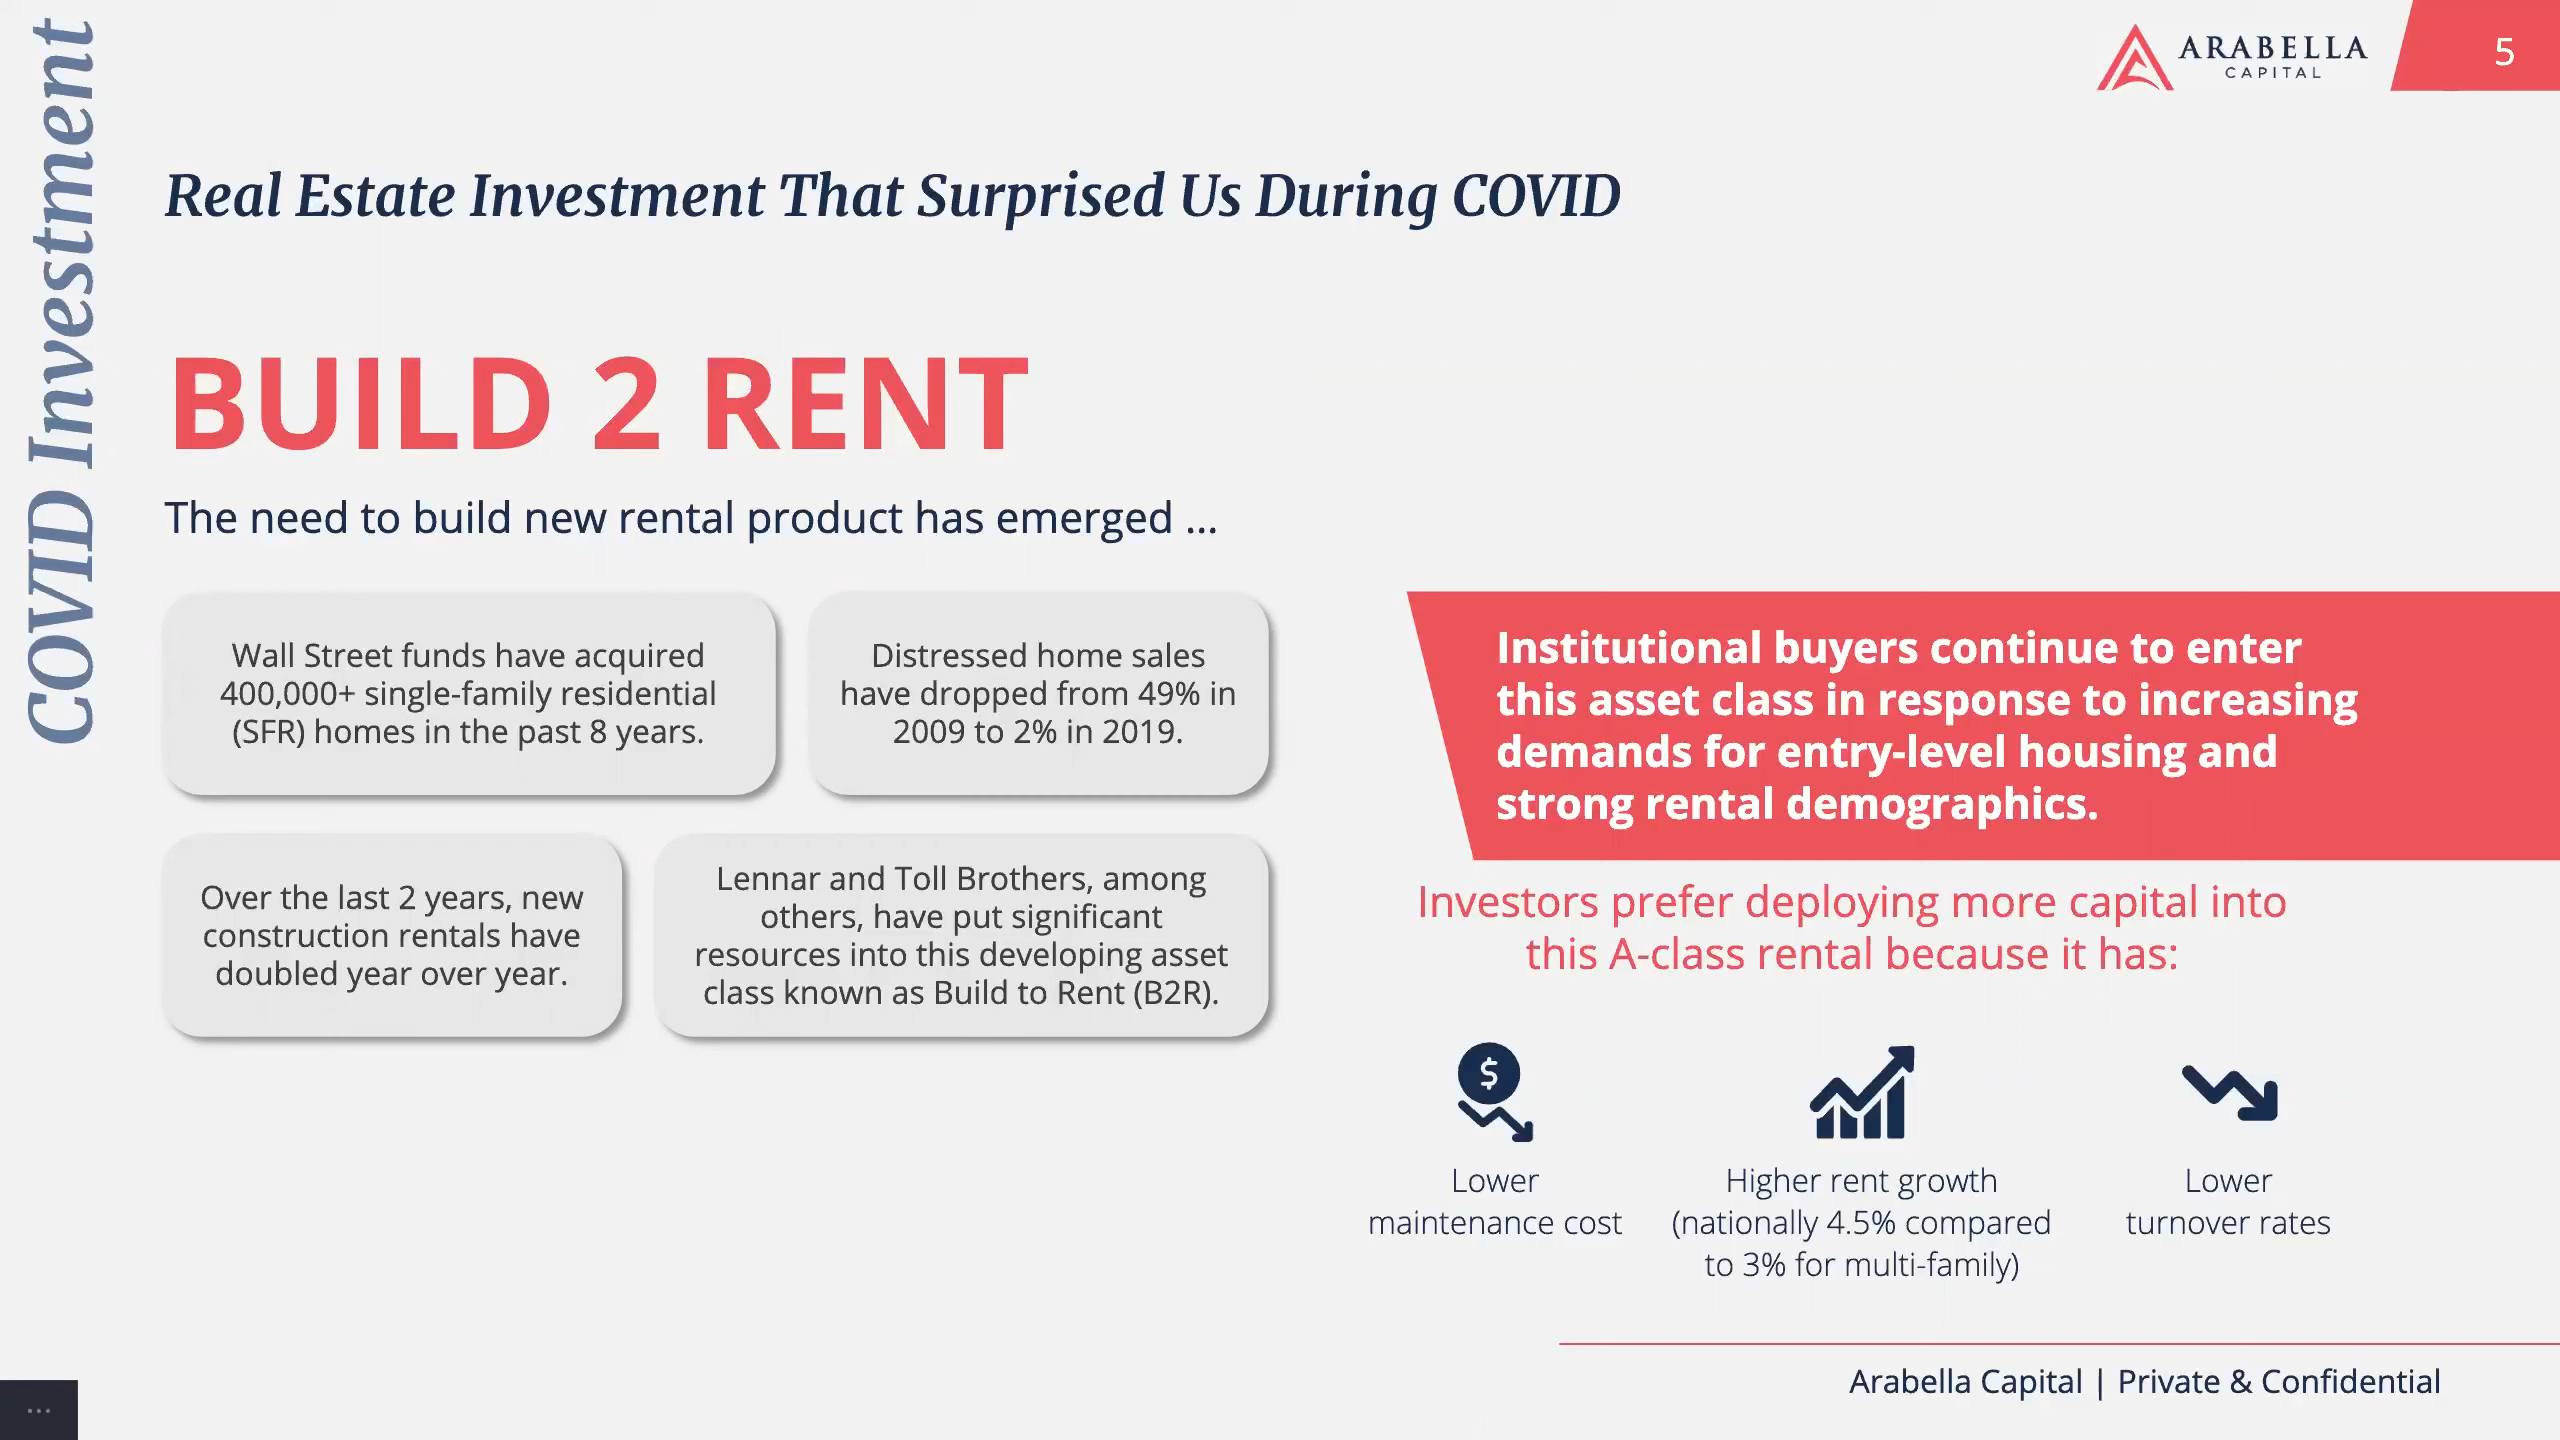 COVID Investment
ARABELLA
CAPITAL
5
Real Estate Investment That Surprised Us During COVID
BUILD 2 RENT
The need to build new rental product has emerged ...
Wall Street funds have acquired
400,000+ single-family residential
(SFR) homes in the past 8 years.
Distressed home sales
have dropped from 49% in
2009 to 2% in 2019.
Over the last 2 years, new
construction rentals have
doubled year over year.
Lennar and Toll Brothers, among
others, have put significant
resources into this developing asset
class known as Build to Rent (B2R).
Institutional buyers continue to enter
this asset class in response to increasing
demands for entry-level housing and
strong rental demographics.
Investors prefer deploying more capital into
this A-class rental because it has:
$
Lower
maintenance cost
Higher rent growth
(nationally 4.5% compared
to 3% for multi-family)
Lower
turnover rates
Arabella Capital | Private & Confidential
...